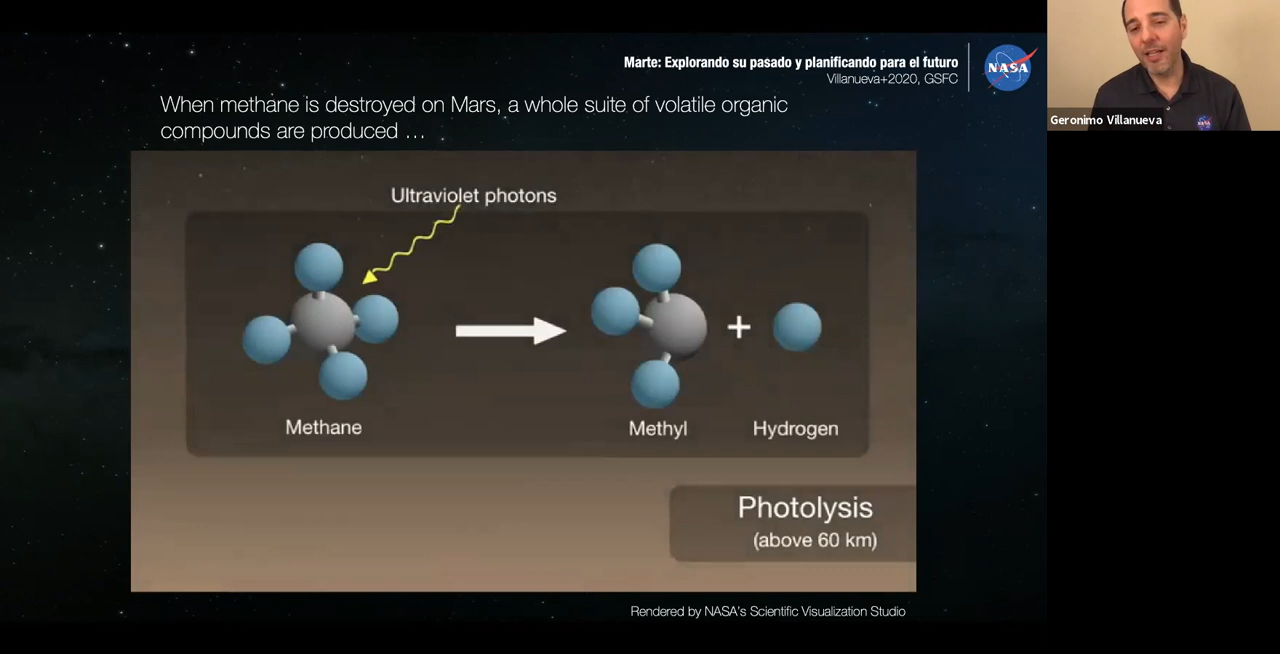 Marte: Explorando su pasado y planificando para el futuro
Villanueva+2020, GSFC
NASA
When methane is destroyed on Mars, a whole suite of volatile organic
compounds are produced …
Ultraviolet photons
+
Methane
Methyl
Hydrogen
Photolysis
(above 60 km)
Rendered by NASA's Scientific Visualization Studio
NASA
Geronimo Villanueva